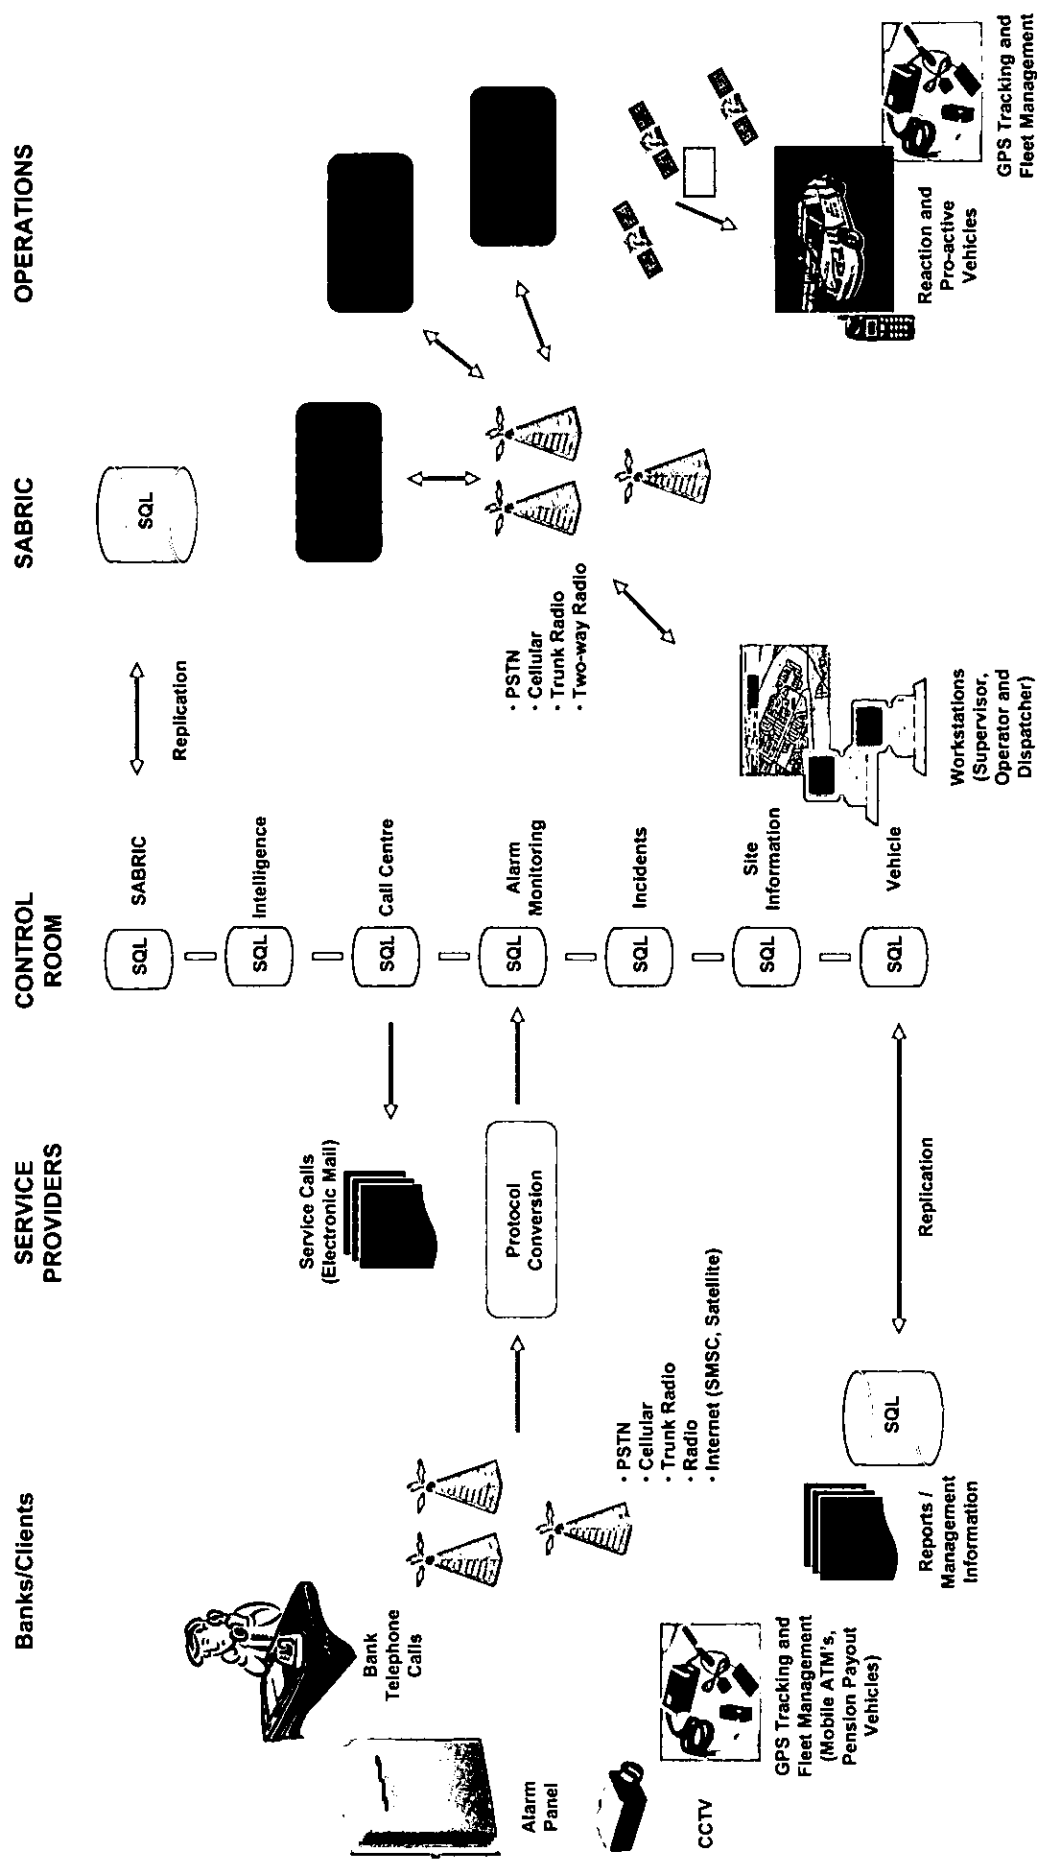 Banks/Clients
SERVICE
PROVIDERS
CONTROL
ROOM
SABRIC
OPERATIONS
Bank
Telephone
Calls
Alarm
Panel
CCTV
GPS Tracking and
Fleet Management
(Mobile ATM's,
Pension Payout
Vehicles)
· PSTN
· Cellular
· Trunk Radio
· Radio
· Internet (SMSC, Satellite)
Reports /
Management
Information
SQL
Service Calls
(Electronic Mail)
Protocol
Conversion
Replication
SQL
SABRIC
SQL
Intelligence
SQL
Call Centre
SQL
Alarm
Monitoring
SQL
Incidents
SQL
Site
Information
SQL
Vehicle
Replication
SQL
· PSTN
· Cellular
· Trunk Radio
· Two-way Radio
Workstations
(Supervisor,
Operator and
Dispatcher)
Reaction and
Pro-active
Vehicles
GPS Tracking and
Fleet Management